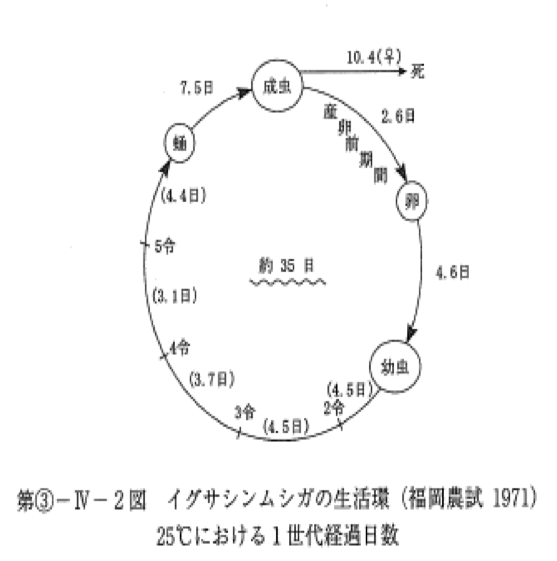 10.4(♀)
死
成虫
7.5日
産卵前期間
2.6日
蛹
卵
(4.4日)
5令
約 35 日
4.6日
(3.1日)
4令
幼虫
(3.7日)
(4.5日)
3令
2令
(4.5日)
第③-Ⅳ-2図 イグサシンムシガの生活環 (福岡農試 1971)
25℃における1世代経過日数